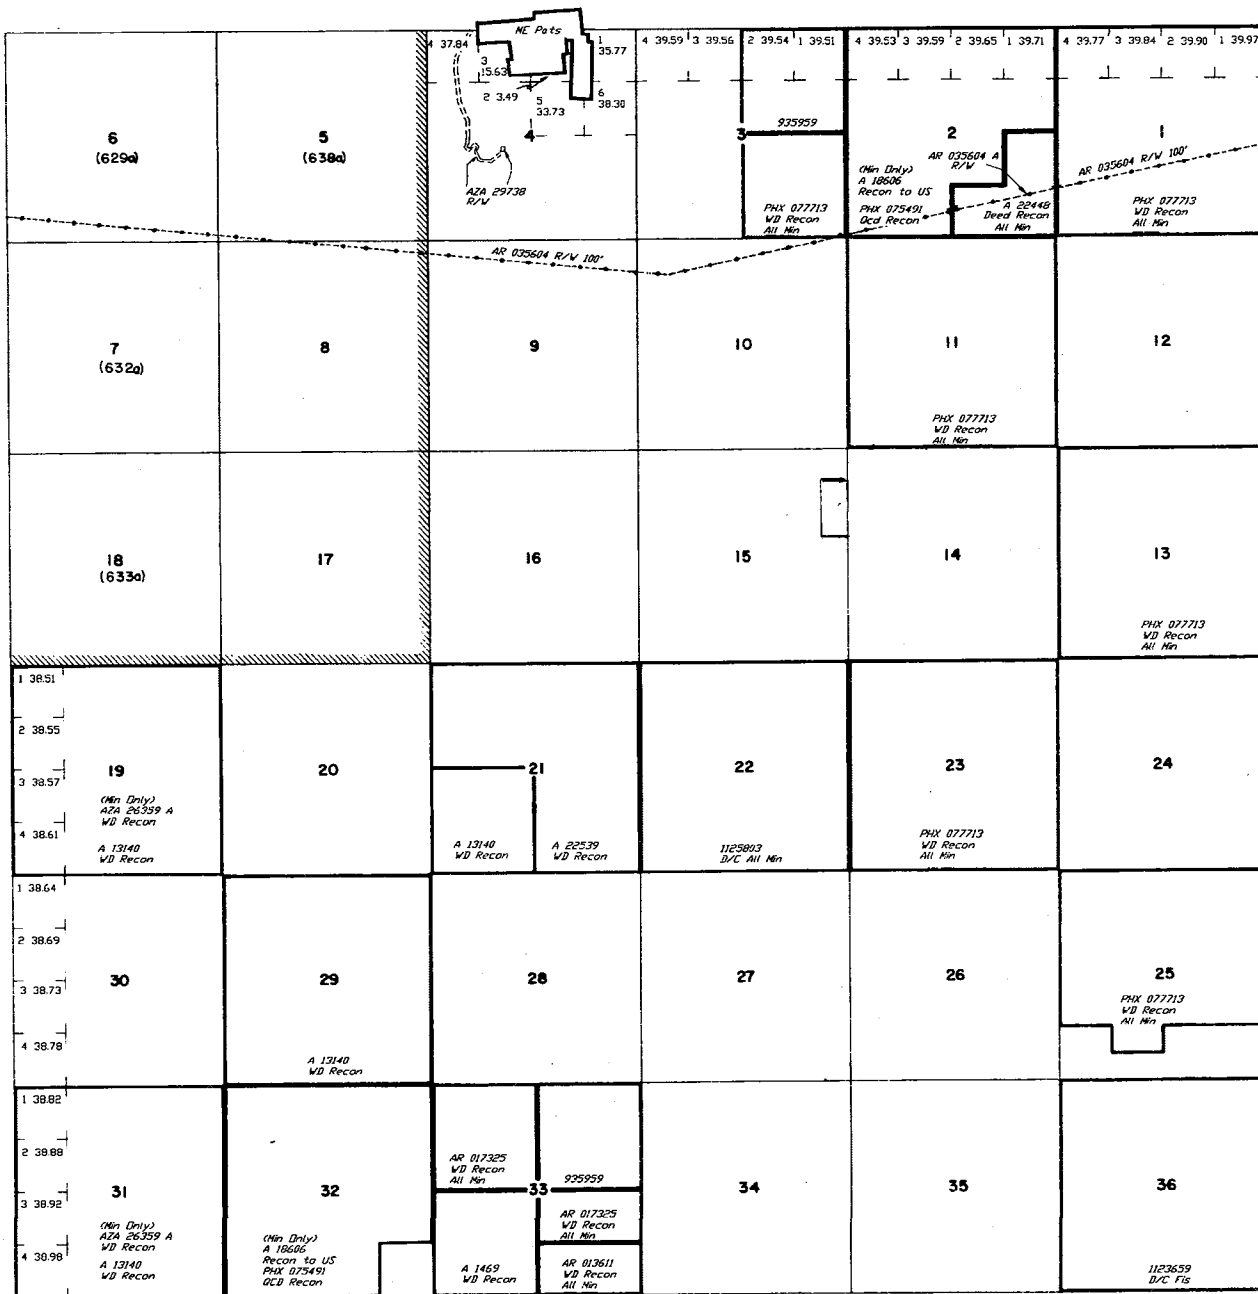 ME Pats
4 37.84
3
15.63
2 3.49
5
33.73
1
35.77
6
38.30
4 39.59
3 39.56
2 39.54
1 39.51
4 39.53
3 39.59
2 39.65
1 39.71
4 39.77
3 39.84
2 39.90
1 39.97
6
(629a)
5
(638a)
4
AZA 29738
R/W
3
935959
PHX 077713
WD Recon
All Min
2
AR 035604 A
R/W
(Min Only)
A 18606
Recon to US
PHX 075491
Qcd Recon
A 22448
Deed Recon
All Min
1
AR 035604 R/W 100'
PHX 077713
WD Recon
All Min
AR 035604 R/W 100'
7
(632a)
8
9
10
11
PHX 077713
WD Recon
All Min
12
18
(633a)
17
16
15
14
13
PHX 077713
WD Recon
All Min
1 38.51
2 38.55
3 38.57
4 38.61
19
(Min Only)
AZA 26359 A
WD Recon
A 13140
WD Recon
20
21
A 13140
WD Recon
A 22539
WD Recon
22
1125803
D/C All Min
23
PHX 077713
WD Recon
All Min
24
1 38.64
2 38.69
3 38.73
4 38.78
30
29
A 13140
WD Recon
28
27
26
25
PHX 077713
WD Recon
All Min
1 38.82
2 38.88
3 38.92
4 38.98
31
(Min Only)
AZA 26359 A
WD Recon
A 13140
WD Recon
32
(Min Only)
A 18606
Recon to US
PHX 075491
QCD Recon
AR 017325
WD Recon
All Min
935959
33
AR 017325
WD Recon
All Min
A 1469
WD Recon
AR 013611
WD Recon
All Min
34
35
36
1123659
D/C Fis